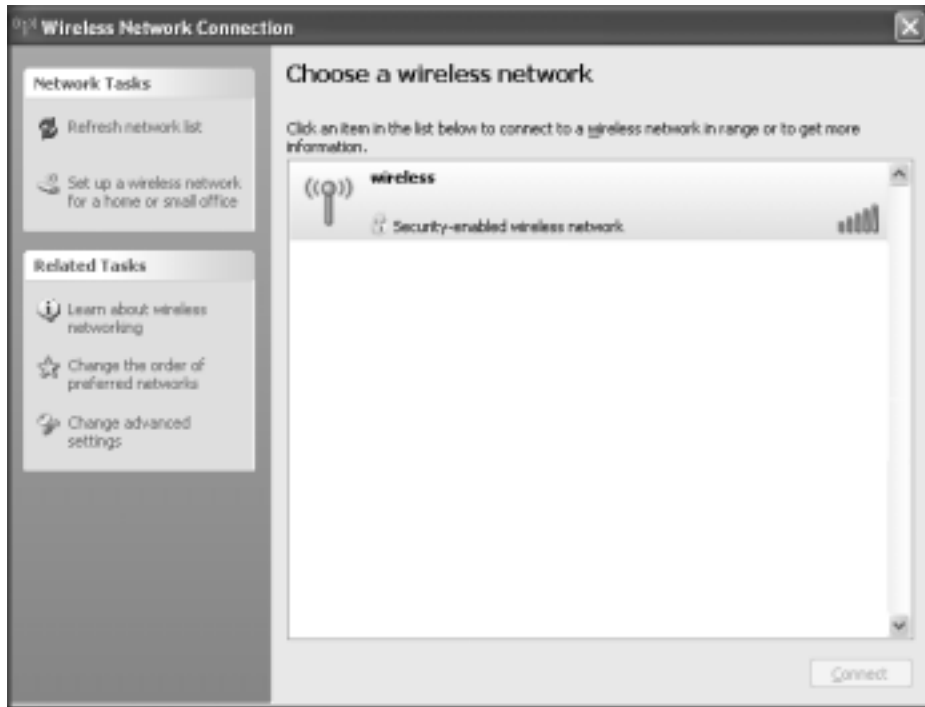 Wireless Network Connection
Network Tasks
Refresh network list
Set up a wireless network
for a home or small office
Related Tasks
Learn about wireless
networking
Change the order of
preferred networks
Change advanced
settings
Choose a wireless network
Click an item in the list below to connect to a wireless network in range or to get more
information.
wireless
Security-enabled wireless network
Connect